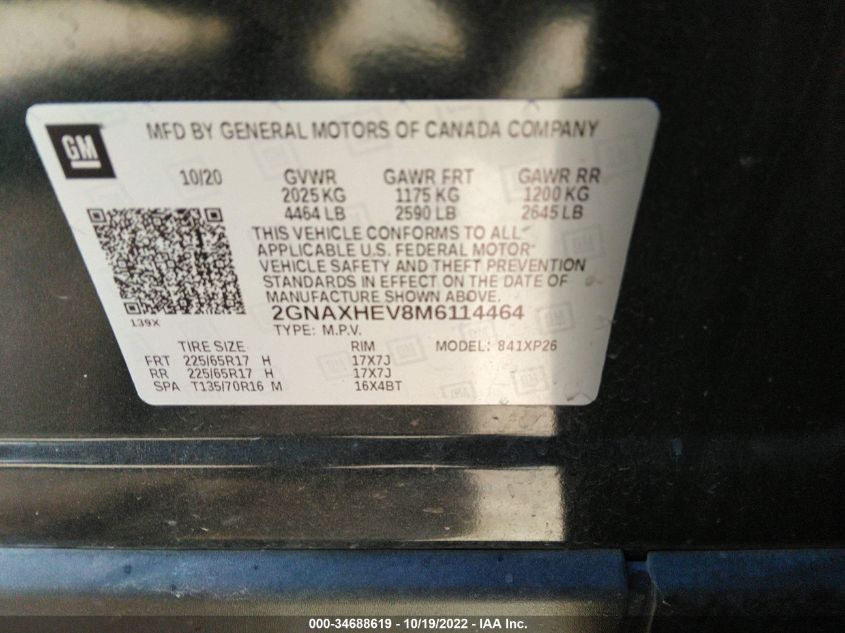 GM
MFD BY GENERAL MOTORS OF CANADA COMPANY
10/20 GVWR GAWR FRT GAWR RR
2025 KG 1175 KG 1200 KG
4464 LB 2590 LB 2645 LB
THIS VEHICLE CONFORMS TO ALL
APPLICABLE U.S. FEDERAL MOTOR
VEHICLE SAFETY AND THEFT PREVENTION
STANDARDS IN EFFECT ON THE DATE OF
MANUFACTURE SHOWN ABOVE.
139X
2GNAXHEV8M6114464
TYPE: M.P.V.
TIRE SIZE RIM MODEL: 841XP26
FRT 225/65R17 H 17X7J
RR 225/65R17 H 17X7J
SPA T135/70R16 M 16X4BT
000-34688619 - 10/19/2022 - IAA Inc.